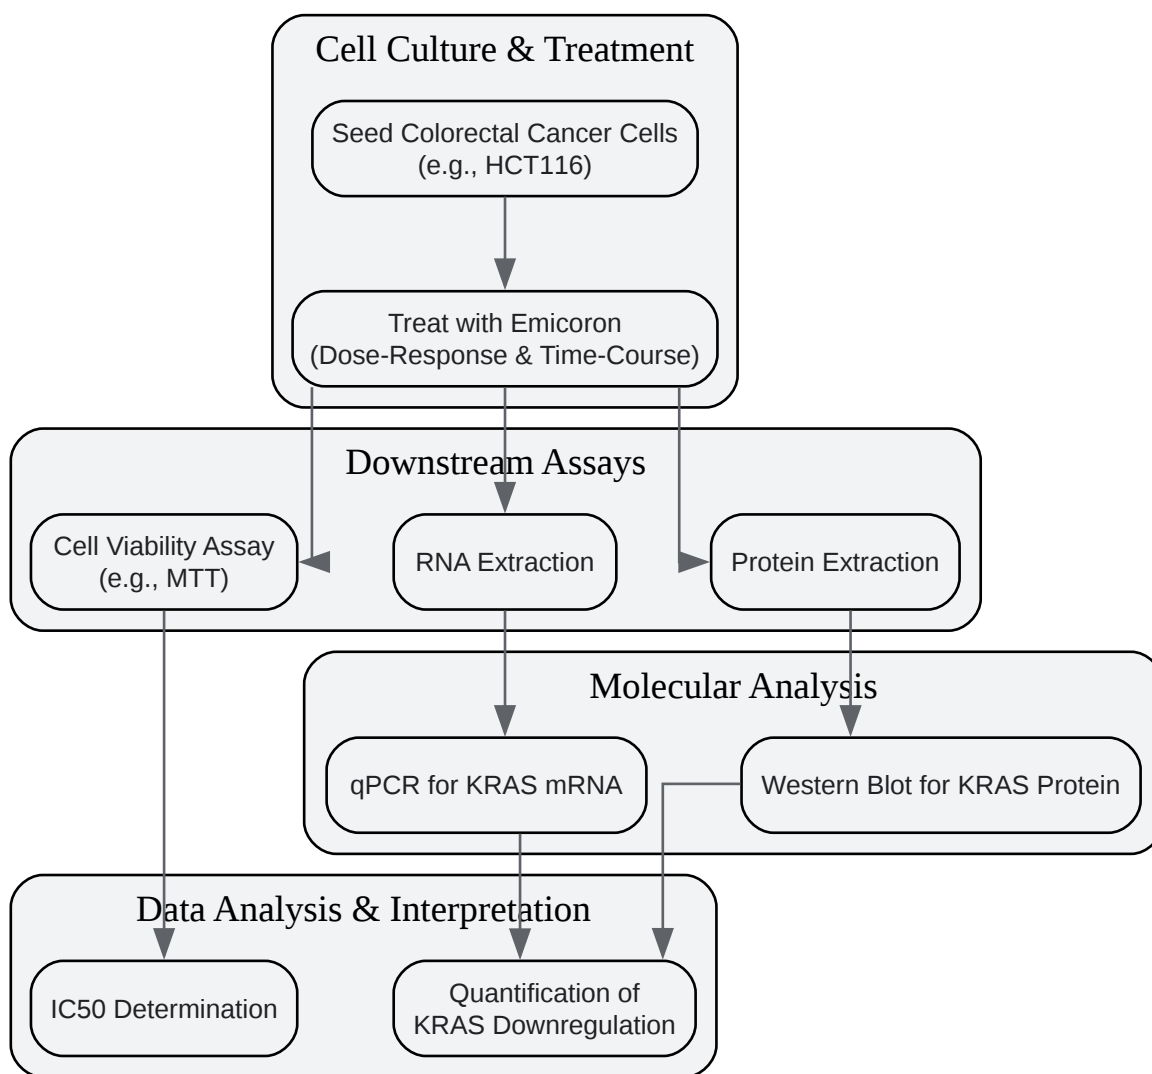 Cell Culture & Treatment
Seed Colorectal Cancer Cells
(e.g., HCT116)
Treat with Emicoron
(Dose-Response & Time-Course)
Downstream Assays
Cell Viability Assay
(e.g., MTT)
RNA Extraction
Protein Extraction
Molecular Analysis
qPCR for KRAS mRNA
Western Blot for KRAS Protein
Data Analysis & Interpretation
IC50 Determination
Quantification of
KRAS Downregulation